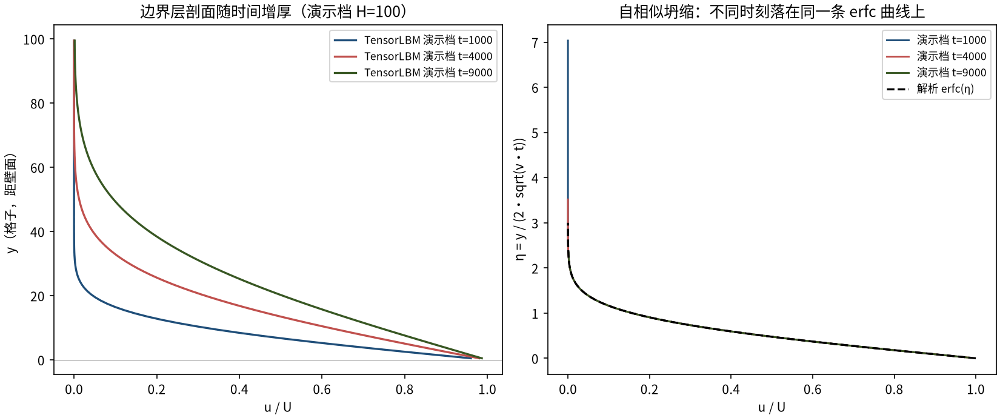 边界层剖面随时间增厚（演示档 H=100）
100
80
60
40
20
0
y（格子，距壁面）
TensorLBM 演示档 t=1000
TensorLBM 演示档 t=4000
TensorLBM 演示档 t=9000
0.0 0.2 0.4 0.6 0.8 1.0
u / U
自相似坍缩：不同时刻落在同一条 erfc 曲线上
7
6
5
4
3
2
1
0
η = y / (2·sqrt(ν·t))
演示档 t=1000
演示档 t=4000
演示档 t=9000
解析 erfc(η)
0.0 0.2 0.4 0.6 0.8 1.0
u / U